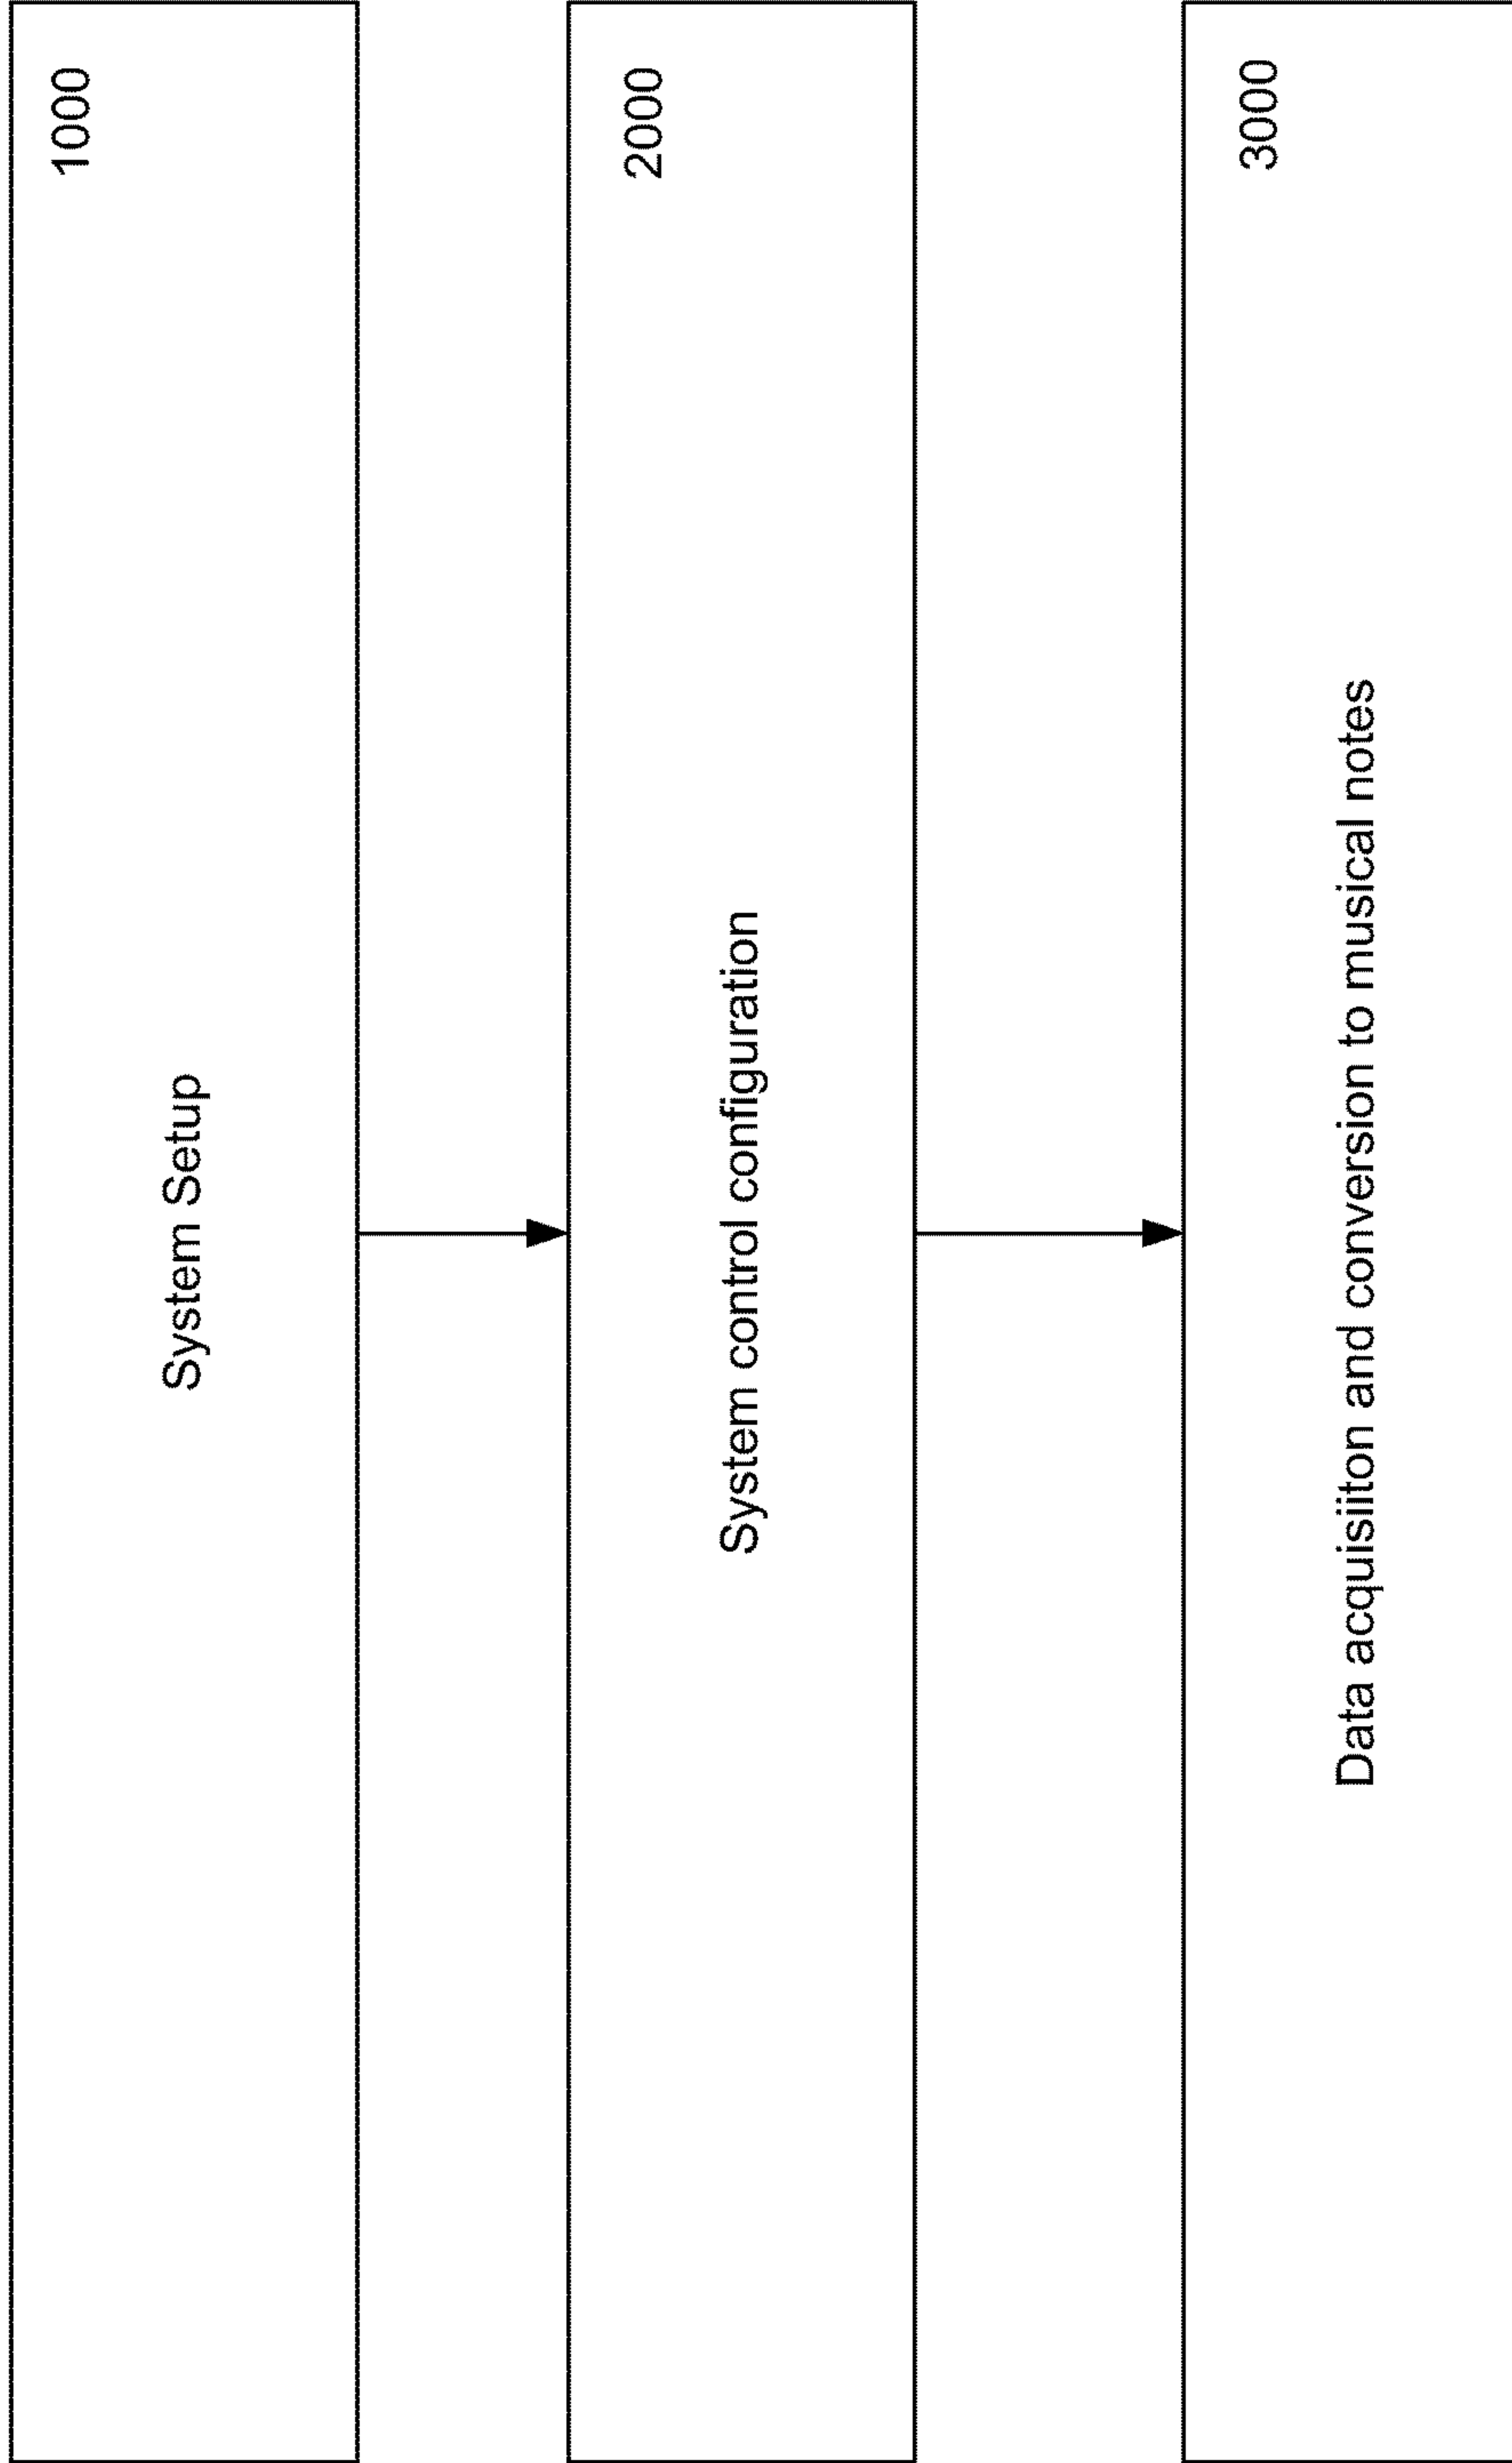 1000
System Setup
2000
System control configuration
3000
Data acquisiiton and conversion to musical notes